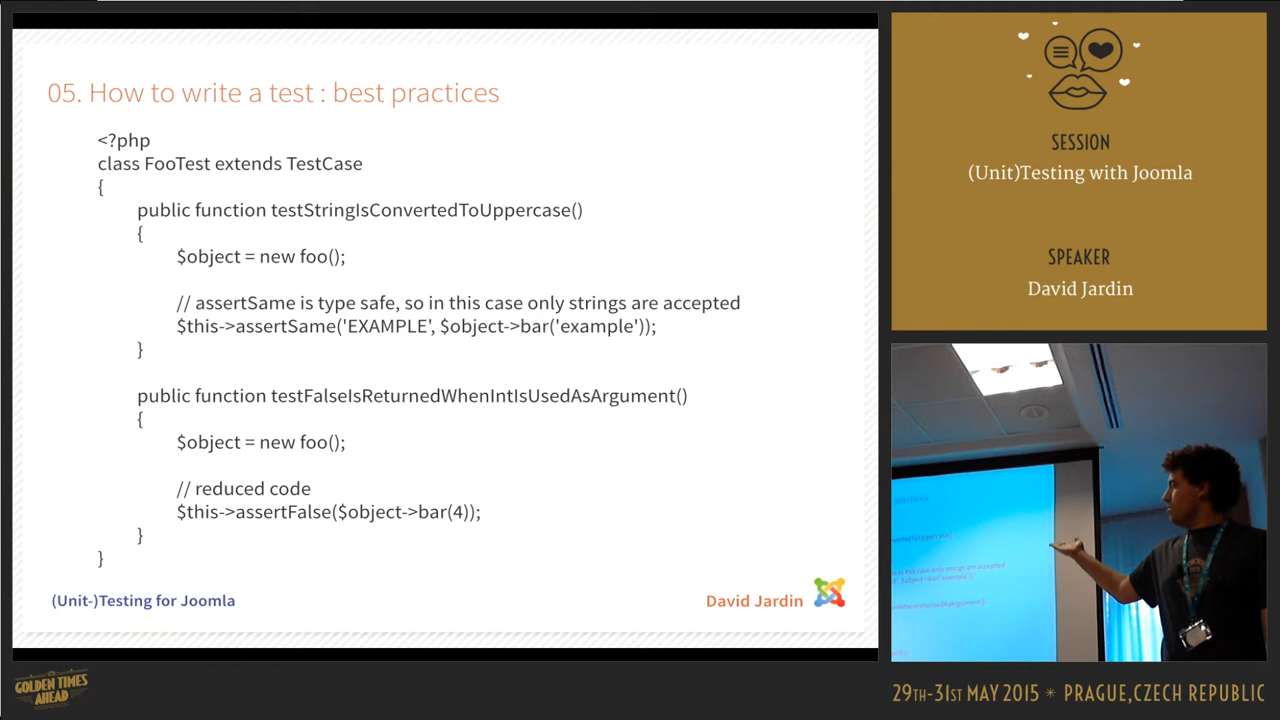 05. How to write a test : best practices
<?php
class FooTest extends TestCase
{
public function testStringIsConvertedToUppercase()
{
$object = new foo();
// assertSame is type safe, so in this case only strings are accepted
$this->assertSame('EXAMPLE', $object->bar('example'));
}
public function testFalseIsReturnedWhenIntIsUsedAsArgument()
{
$object = new foo();
// reduced code
$this->assertFalse($object->bar(4));
}
}
(Unit-)Testing for Joomla
David Jardin
SESSION
(Unit)Testing with Joomla
SPEAKER
David Jardin
GOLDEN TIMES
AHEAD
29TH-31ST MAY 2015 * PRAGUE,CZECH REPUBLIC